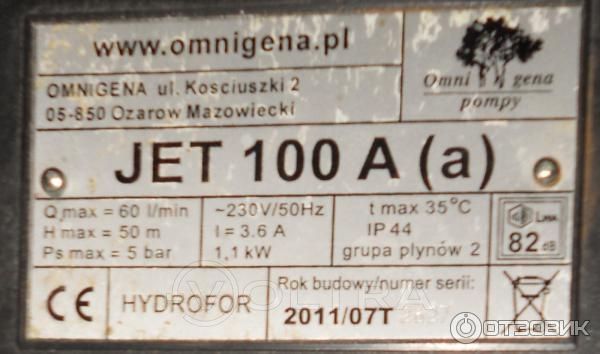 www.omnigena.pl
OMNIGENA ul. Kosciuszki 2
05-850 Ozarow Mazowiecki
Omni gena
pompy
JET 100 A (a)
Q max = 60 l/min
H max = 50 m
Ps max = 5 bar
~230V/50Hz
I = 3.6 A
1,1 kW
t max 35°C
IP 44
grupa plynów 2
LWA
82 dB
CE
HYDROFOR
Rok budowy/numer serii:
2011/07T
VOLTRA
ОТЗОВИК